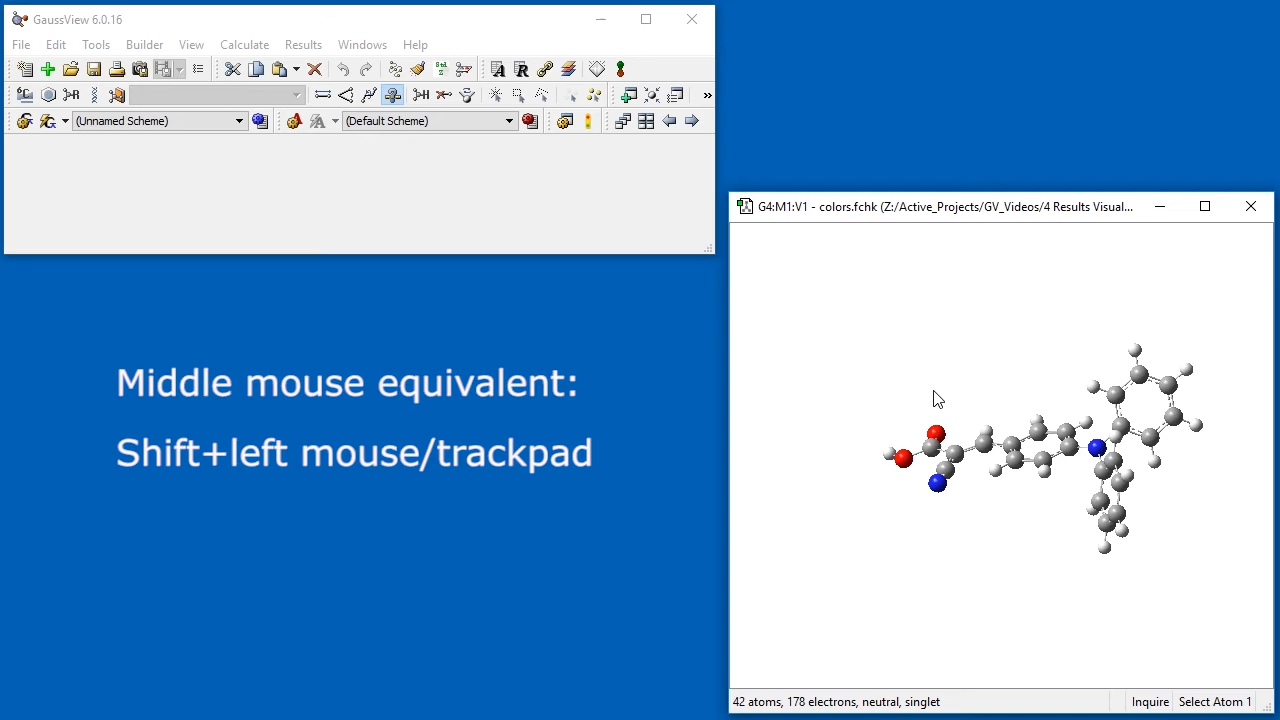 GaussView 6.0.16
File Edit Tools Builder View Calculate Results Windows Help
(Unnamed Scheme) (Default Scheme)
G4:M1:V1 - colors.fchk (Z:/Active_Projects/GV_Videos/4 Results Visual...
Middle mouse equivalent:
Shift+left mouse/trackpad
42 atoms, 178 electrons, neutral, singlet Inquire Select Atom 1